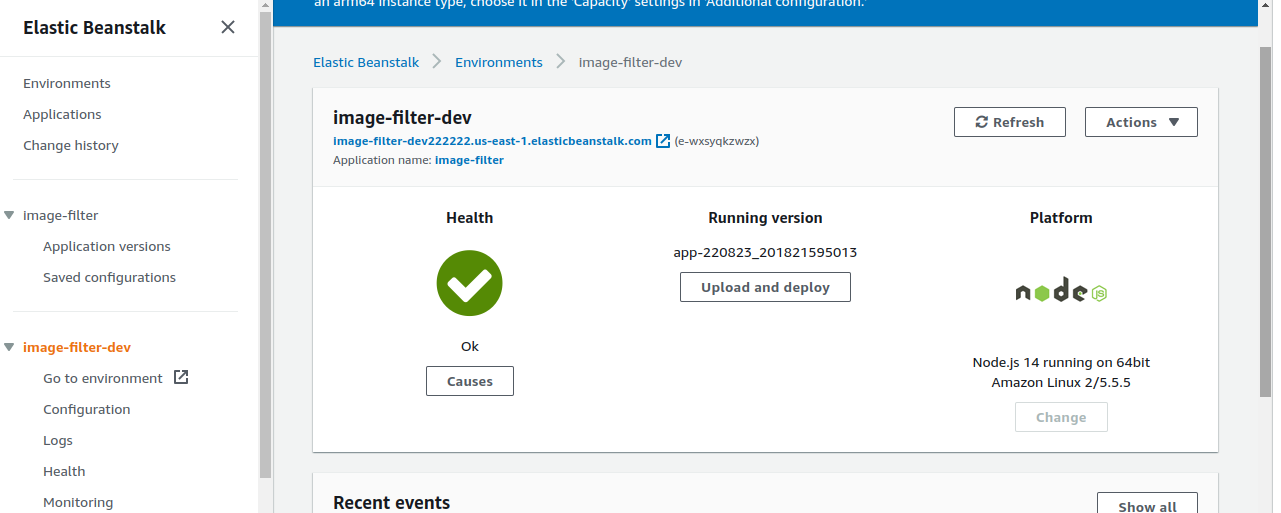 Elastic Beanstalk
Environments
Applications
Change history
image-filter
Application versions
Saved configurations
image-filter-dev
Go to environment
Configuration
Logs
Health
Monitoring
an arm64 instance type, choose it in the 'Capacity' settings in 'Additional configuration.'
Elastic Beanstalk > Environments > image-filter-dev
image-filter-dev
image-filter-dev222222.us-east-1.elasticbeanstalk.com (e-wxsyqkzwzx)
Application name: image-filter
Refresh
Actions
Health
Ok
Causes
Running version
app-220823_201821595013
Upload and deploy
Platform
node JS
Node.js 14 running on 64bit
Amazon Linux 2/5.5.5
Change
Recent events
Show all